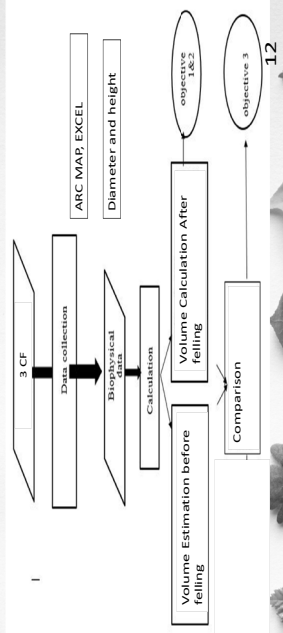 3 CF
Data collection
ARC MAP, EXCEL
Biophysical
data
Diameter and height
Calculation
Volume Estimation before
felling
Volume Calculation After
felling
objective
1&2
Comparison
objective 3
12